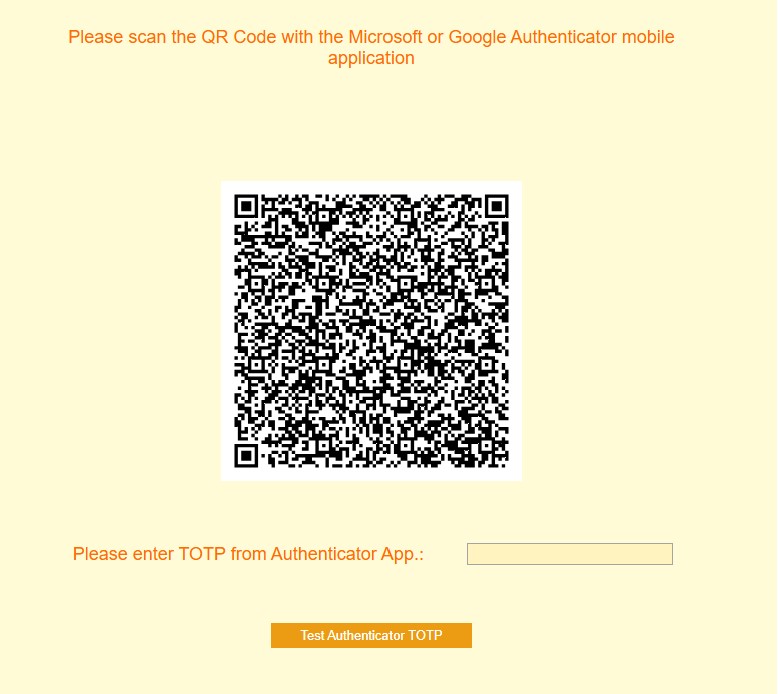 Please scan the QR Code with the Microsoft or Google Authenticator mobile
application
Please enter TOTP from Authenticator App.:
Test Authenticator TOTP